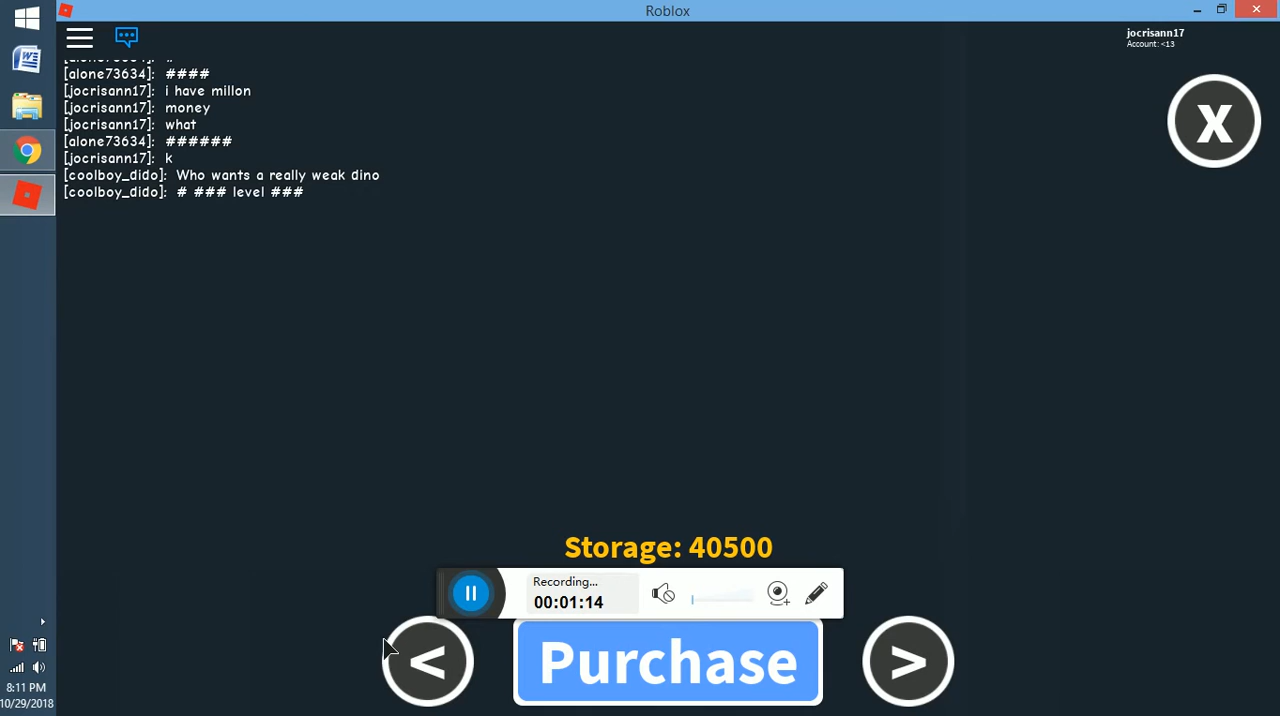 Roblox
jocrisann17
Account: <13
[alone73634]: ####
[jocrisann17]: i have millon
[jocrisann17]: money
[jocrisann17]: what
[alone73634]: ######
[jocrisann17]: k
[coolboy_dido]: Who wants a really weak dino
[coolboy_dido]: # ### level ###
X
Storage: 40500
Recording...
00:01:14
< Purchase >
8:11 PM
10/29/2018